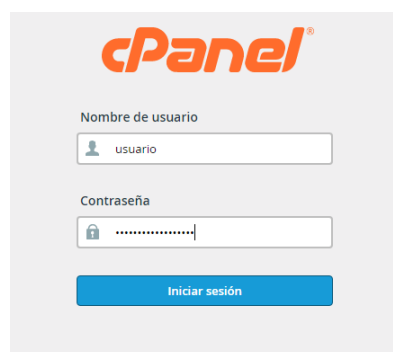 cPanel®
Nombre de usuario
usuario
Contraseña
••••••••••••••••••
Iniciar sesión